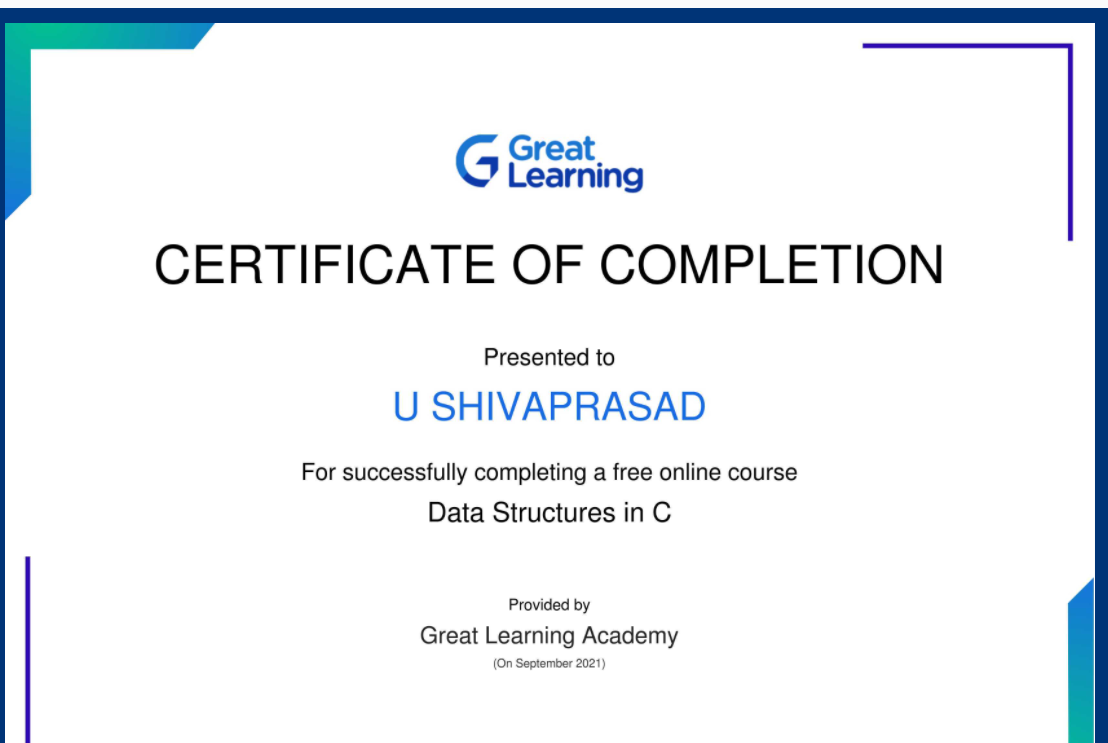 Great
Learning
CERTIFICATE OF COMPLETION
Presented to
U SHIVAPRASAD
For successfully completing a free online course
Data Structures in C
Provided by
Great Learning Academy
(On September 2021)